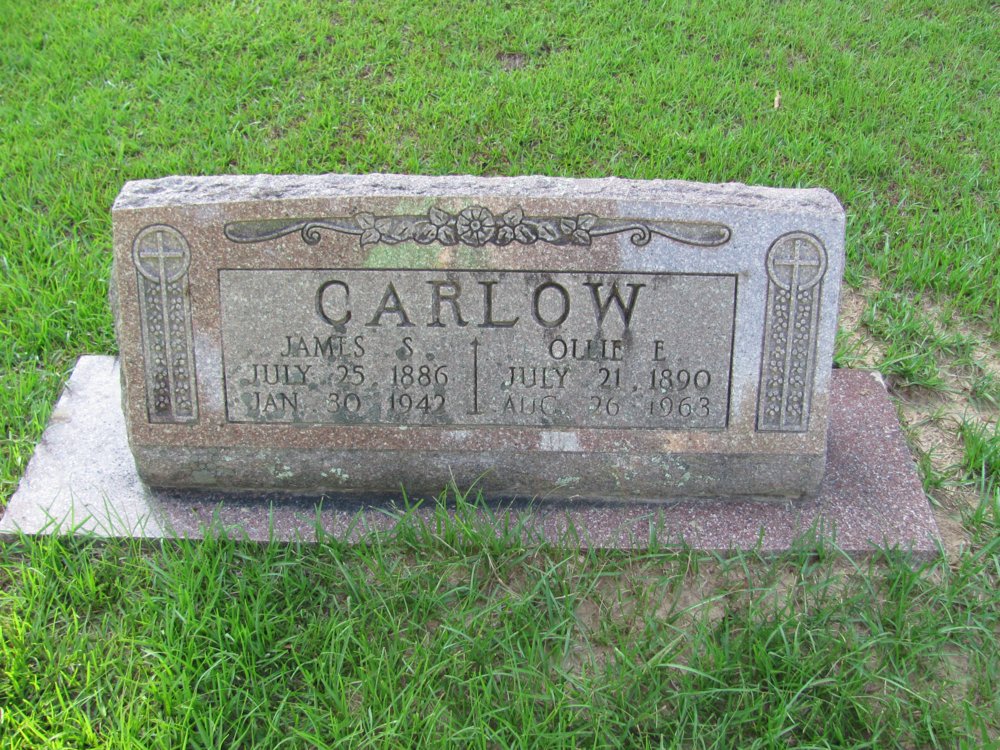 CARLOW
JAMES S.
JULY 25 1886
JAN. 30 1942
OLLIE E.
JULY 21, 1890
AUG. 26 1963